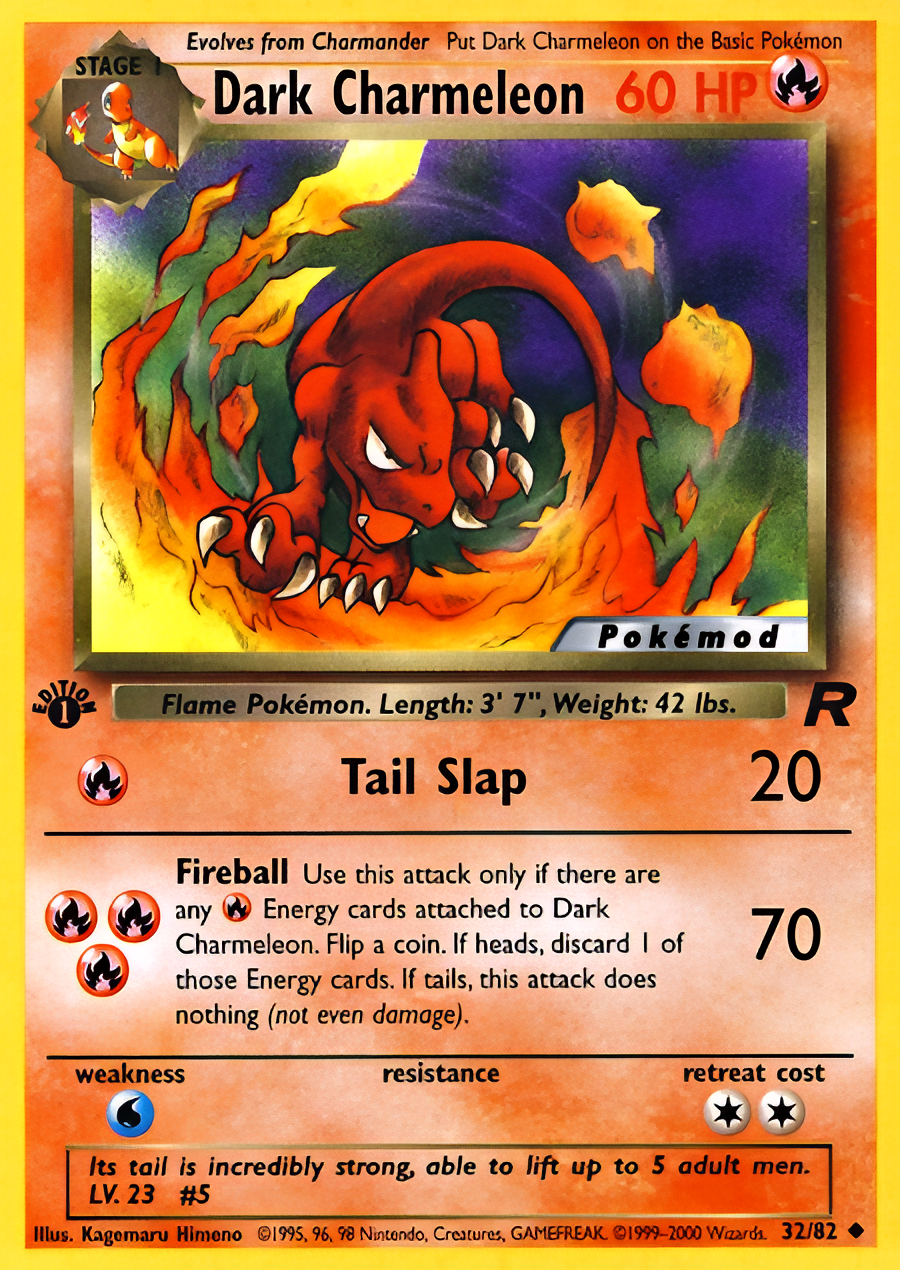 Evolves from Charmander Put Dark Charmeleon on the Basic Pokémon
STAGE 1
Dark Charmeleon 60 HP
Pokémod
EDITION
1
Flame Pokémon. Length: 3' 7", Weight: 42 lbs.
R
Tail Slap 20
Fireball Use this attack only if there are
any Energy cards attached to Dark
Charmeleon. Flip a coin. If heads, discard 1 of
those Energy cards. If tails, this attack does
nothing (not even damage).
70
weakness resistance retreat cost
Its tail is incredibly strong, able to lift up to 5 adult men.
LV. 23 #5
Illus. Kagemaru Himeno ©1995, 96, 98 Nintendo, Creatures, GAMEFREAK. ©1999-2000 Wizards. 32/82